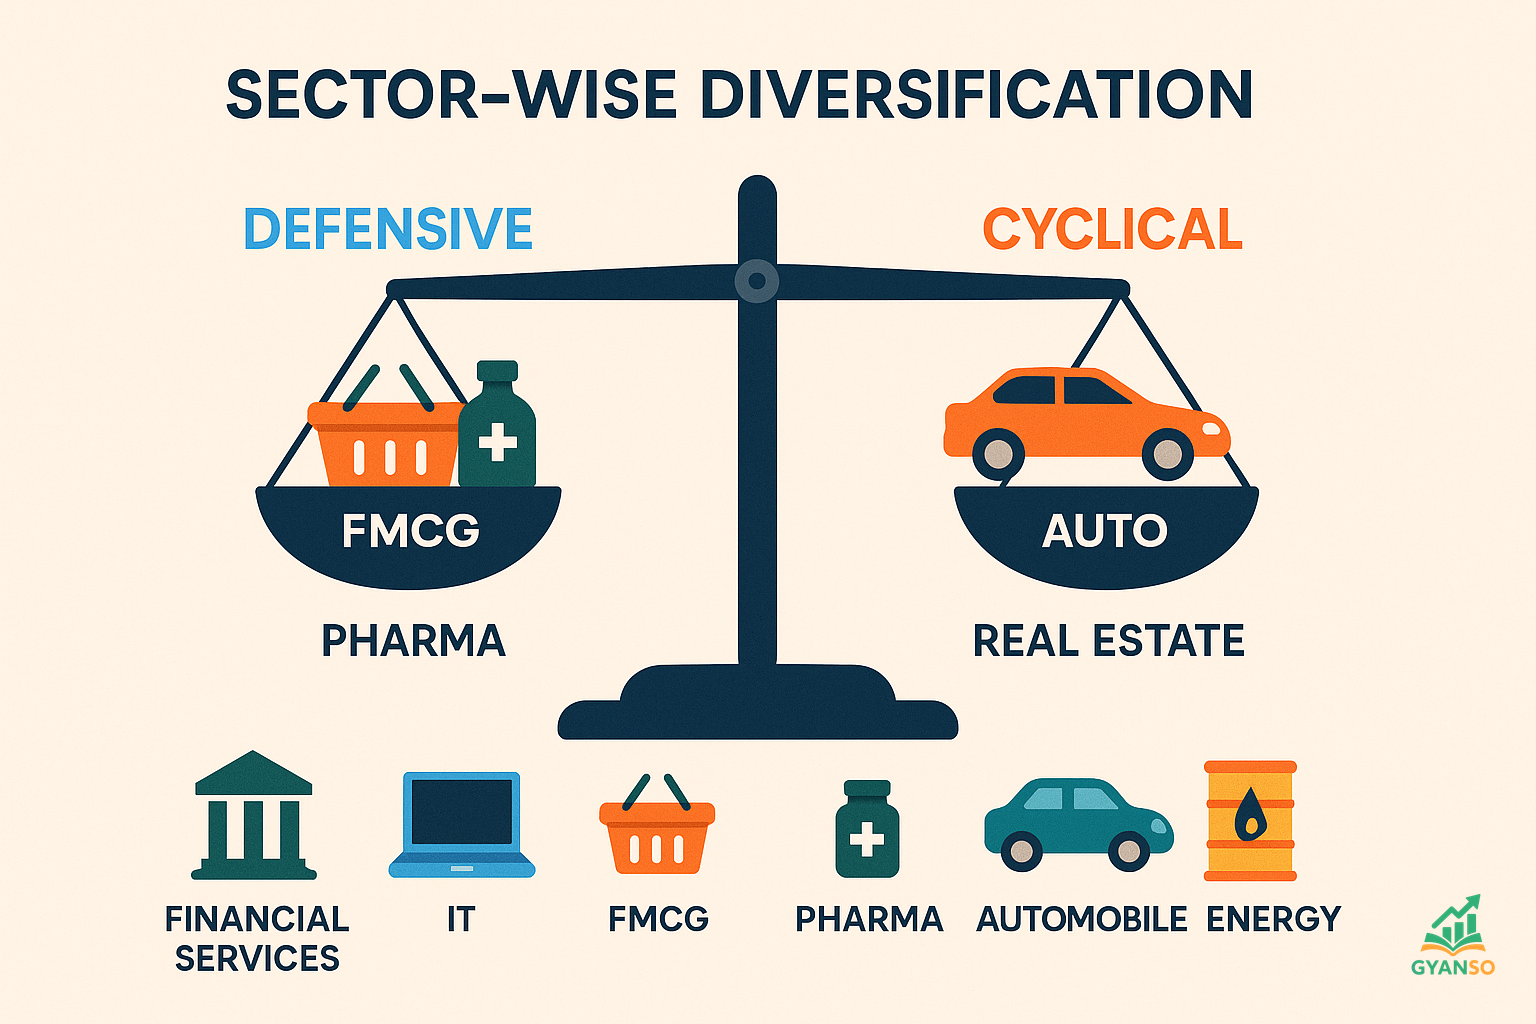 SECTOR-WISE DIVERSIFICATION
DEFENSIVE
CYCLICAL
FMCG
AUTO
PHARMA
REAL ESTATE
FINANCIAL
SERVICES
IT
FMCG
PHARMA
AUTOMOBILE
ENERGY
GYANSO